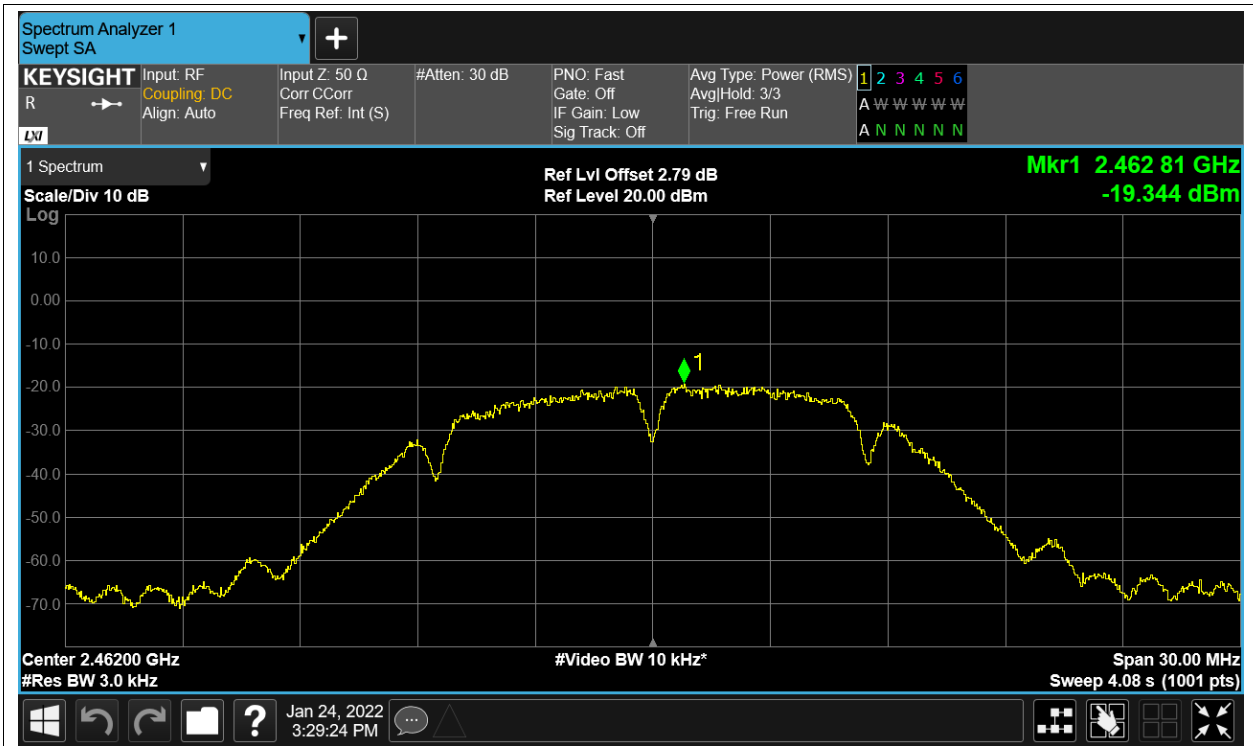 Spectrum Analyzer 1
Swept SA
KEYSIGHT
R
LXI
Input: RF
Coupling: DC
Align: Auto
Input Z: 50 Ω
Corr CCorr
Freq Ref: Int (S)
#Atten: 30 dB
PNO: Fast
Gate: Off
IF Gain: Low
Sig Track: Off
Avg Type: Power (RMS)
Avg|Hold: 3/3
Trig: Free Run
1 2 3 4 5 6
A W W W W W
A N N N N N
1 Spectrum
Scale/Div 10 dB
Ref Lvl Offset 2.79 dB
Ref Level 20.00 dBm
Mkr1 2.462 81 GHz
-19.344 dBm
Log
10.0
0.00
-10.0
-20.0
-30.0
-40.0
-50.0
-60.0
-70.0
1
Center 2.46200 GHz
#Res BW 3.0 kHz
#Video BW 10 kHz*
Span 30.00 MHz
Sweep 4.08 s (1001 pts)
?
Jan 24, 2022
3:29:24 PM